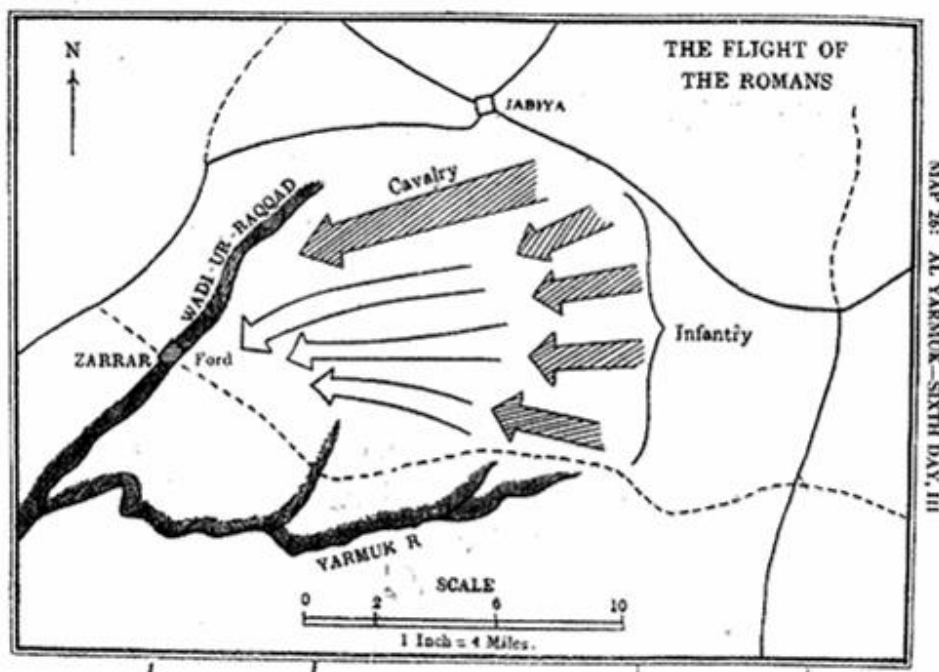 N
THE FLIGHT OF
THE ROMANS
JABIYA
Cavalry
WADI-UR-RAQQAD
Infantry
ZARRAR
Ford
YARMUK R
SCALE
0 2 6 10
1 Inch = 4 Miles.
MAP 26: AL YARMUK—SIXTH DAY, III